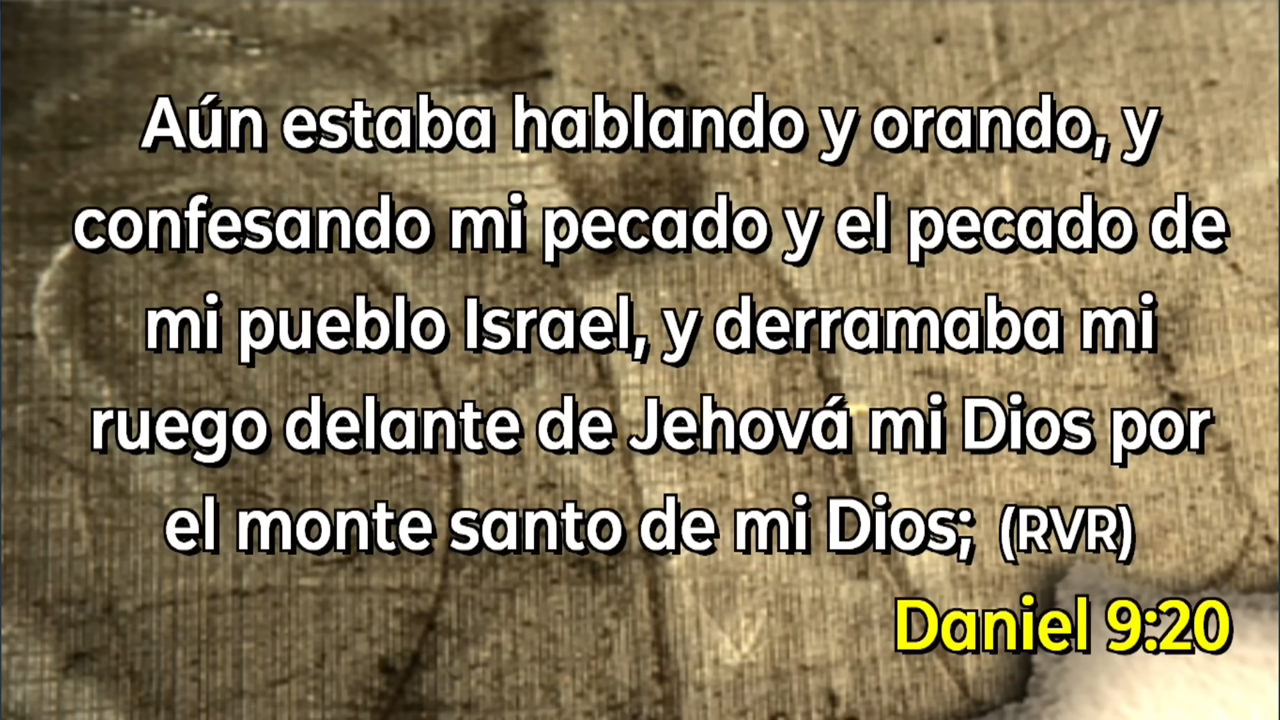 Aún estaba hablando y orando, y
confesando mi pecado y el pecado de
mi pueblo Israel, y derramaba mi
ruego delante de Jehová mi Dios por
el monte santo de mi Dios; (RVR)
Daniel 9:20